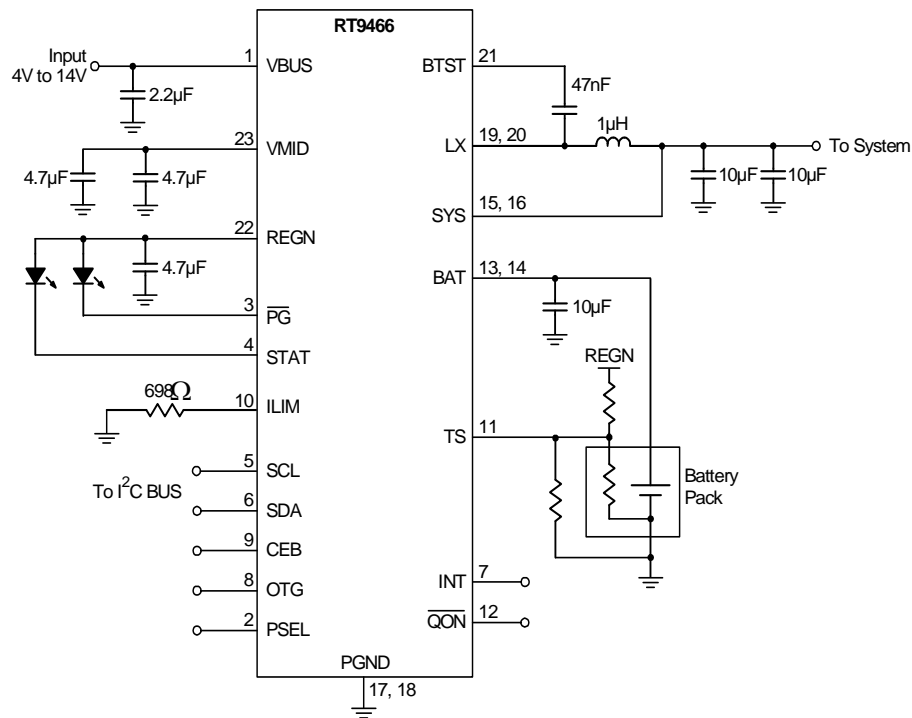 RT9466
Input
4V to 14V
1
VBUS
2.2µF
23
VMID
4.7µF
4.7µF
22
REGN
4.7µF
3
PG
4
STAT
698Ω
10
ILIM
To I²C BUS
5
SCL
6
SDA
9
CEB
8
OTG
2
PSEL
BTST
21
47nF
LX
19, 20
1µH
To System
10µF
10µF
SYS
15, 16
BAT
13, 14
10µF
REGN
TS
11
Battery
Pack
INT
7
QON
12
PGND
17, 18